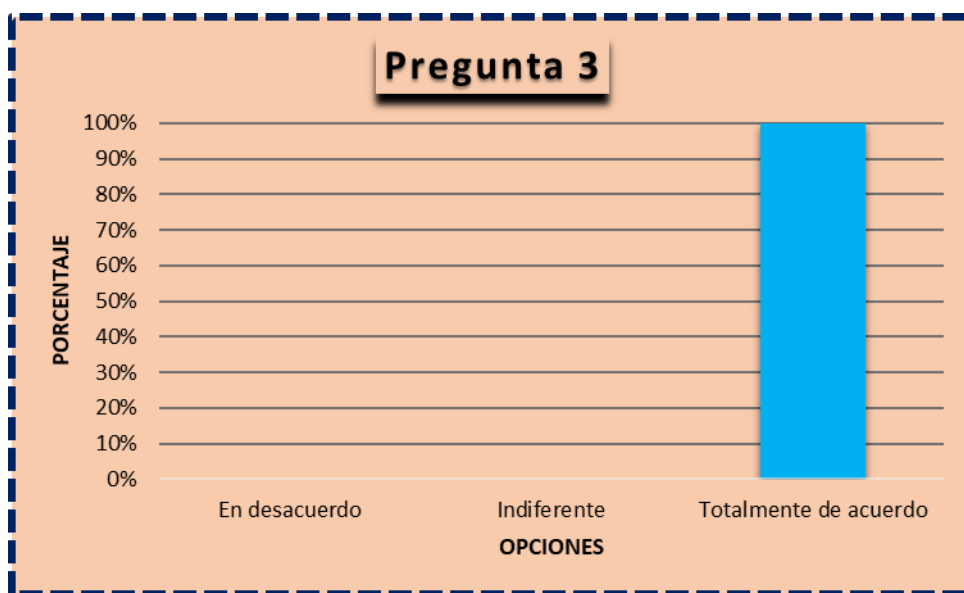 Pregunta 3
100%
90%
80%
70%
60%
50%
40%
30%
20%
10%
0%
PORCENTAJE
En desacuerdo
Indiferente
Totalmente de acuerdo
OPCIONES